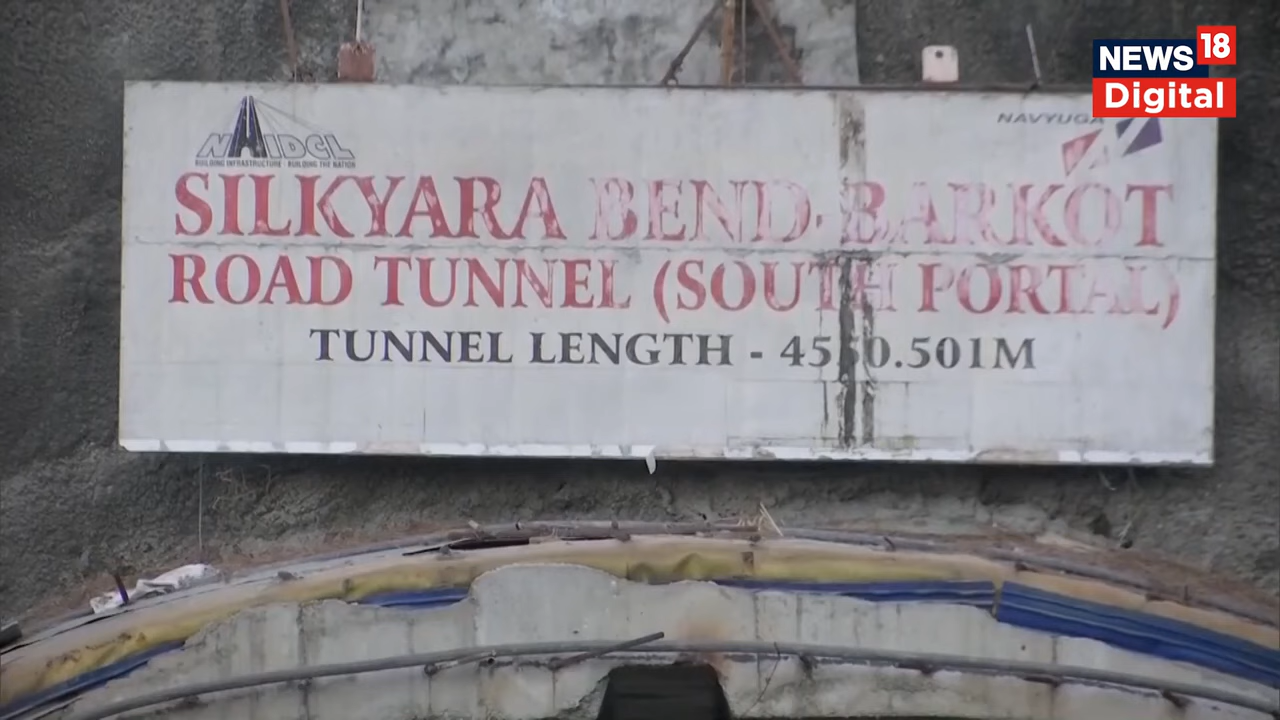 NEWS 18
Digital
NHIDCL
BUILDING INFRASTRUCTURE - BUILDING THE NATION
NAVYUGA
SILKYARA BEND-BARKOT
ROAD TUNNEL (SOUTH PORTAL)
TUNNEL LENGTH - 4550.501M